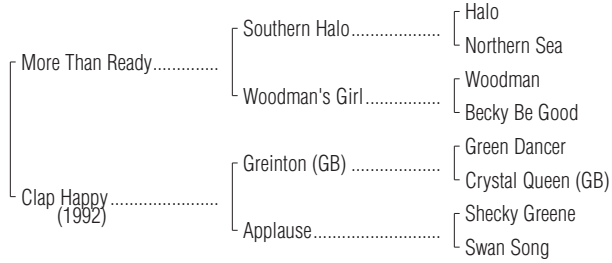 Halo
Southern Halo...................
Northern Sea
More Than Ready..............
Woodman
Woodman's Girl................
Becky Be Good
Green Dancer
Greinton (GB) ...................
Crystal Queen (GB)
Clap Happy.......................
(1992)
Shecky Greene
Applause...........................
Swan Song